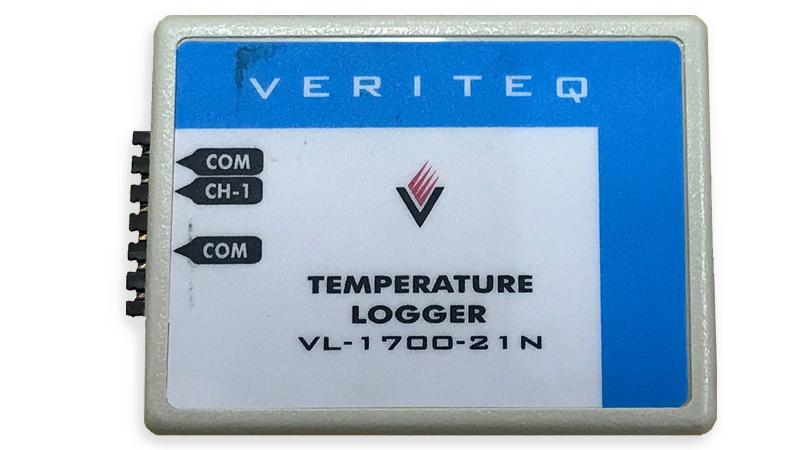 VERITEQ
COM
CH-1
COM
TEMPERATURE
LOGGER
VL-1700-21N